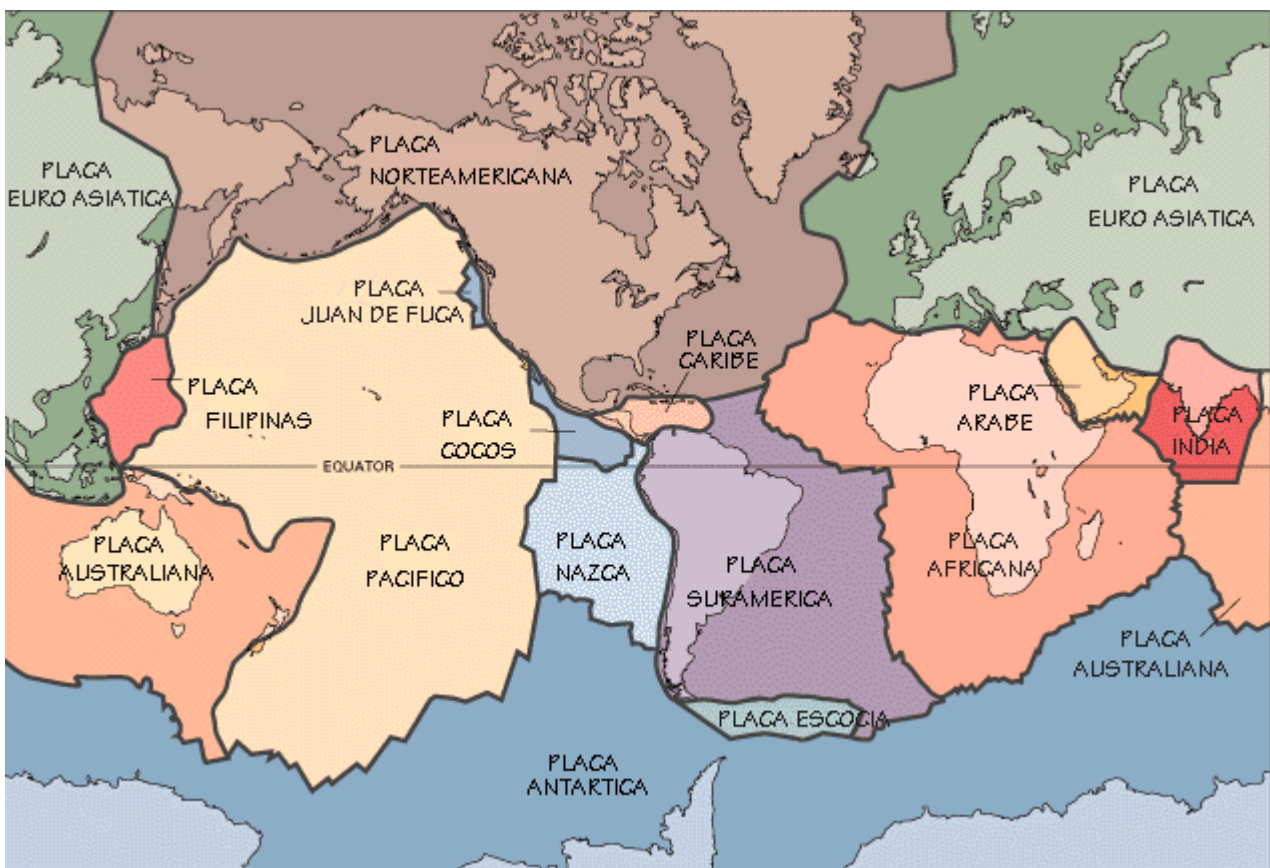 PLACA
EURO ASIATICA
PLACA
NORTEAMERICANA
PLACA
EURO ASIATICA
PLACA
JUAN DE FUCA
PLACA
CARIBE
PLACA
FILIPINAS
PLACA
COCOS
PLACA
ARABE
PLACA
INDIA
EQUATOR
PLACA
AUSTRALIANA
PLACA
PACIFICO
PLACA
NAZCA
PLACA
SURAMERICA
PLACA
AFRICANA
PLACA
AUSTRALIANA
PLACA ESCOCIA
PLACA
ANTARTICA